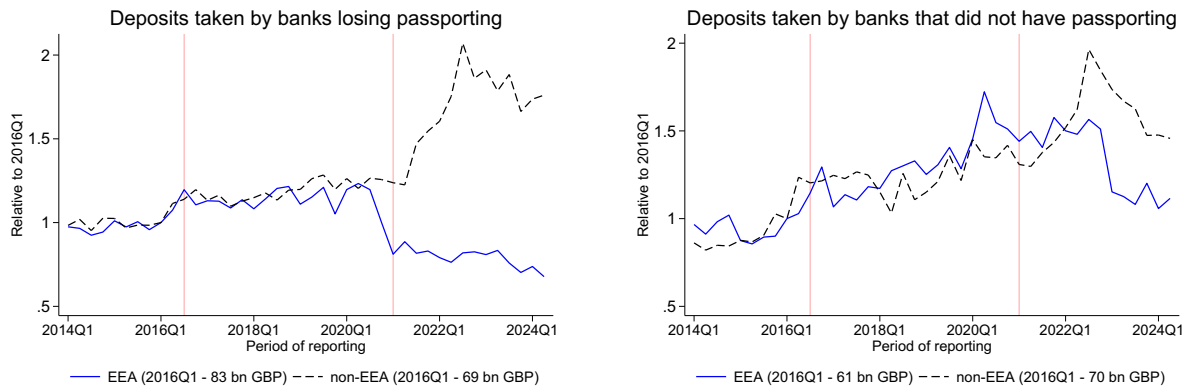 Deposits taken by banks losing passporting
Relative to 2016Q1
2
1.5
1
.5
2014Q1 2016Q1 2018Q1 2020Q1 2022Q1 2024Q1
Period of reporting
EEA (2016Q1 - 83 bn GBP) non-EEA (2016Q1 - 69 bn GBP)
Deposits taken by banks that did not have passporting
Relative to 2016Q1
2
1.5
1
.5
2014Q1 2016Q1 2018Q1 2020Q1 2022Q1 2024Q1
Period of reporting
EEA (2016Q1 - 61 bn GBP) non-EEA (2016Q1 - 70 bn GBP)